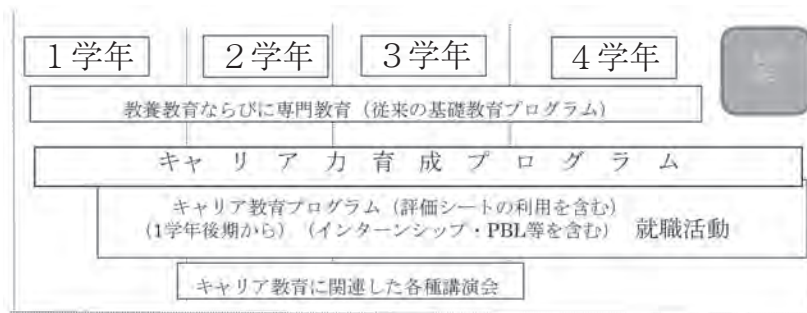 1学年 2学年 3学年 4学年
教養教育ならびに専門教育（従来の基礎教育プログラム）
キャリア力育成プログラム
キャリア教育プログラム（評価シートの利用を含む）
（1学年後期から）（インターンシップ・PBL等を含む） 就職活動
キャリア教育に関連した各種講演会